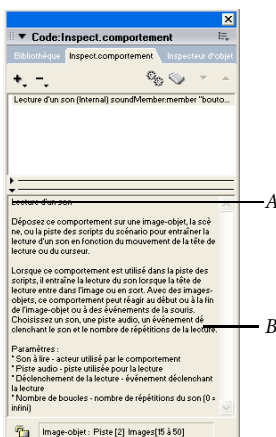 Code:Inspect.comportement
Bibliothèque Inspect.comportement Inspecteur d'objet
Lecture d'un son (Internal) soundMember:member "bouto...
Lecture d'un son
A
Déposez ce comportement sur une image-objet, la scè
ne, ou la piste des scripts du scénario pour entraîner la
lecture d'un son en fonction du mouvement de la tête de
lecture ou du curseur.
Lorsque ce comportement est utilisé dans la piste des
scripts, il entraîne la lecture du son lorsque la tête de
lecture entre dans l'image ou en sort. Avec des images-
objets, ce comportement peut réagir au début ou à la fin
de l'image-objet ou à des événements de la souris.
Choisissez un son, une piste audio, un événement dé
clenchant le son et le nombre de répétitions de la lecture.
B
Paramètres :
* Son à lire - acteur utilisé par le comportement
* Piste audio - piste utilisée pour la lecture
* Déclenchement de la lecture - événement déclenchant
la lecture
* Nombre de boucles - nombre de répétitions du son (0 =
infini)
Image-objet : Piste [2] Images[15 à 50]